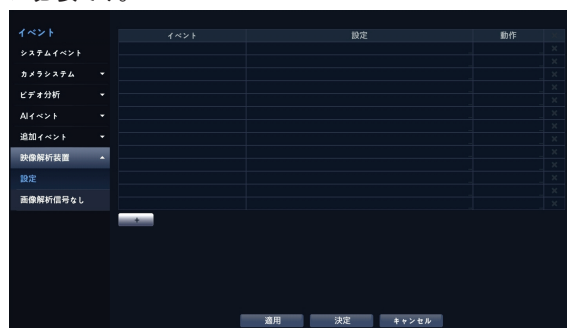 イベント
システムイベント
カメラシステム
ビデオ分析
AIイベント
追加イベント
映像解析装置
設定
画像解析信号なし
イベント 設定 動作
+
適用 決定 キャンセル